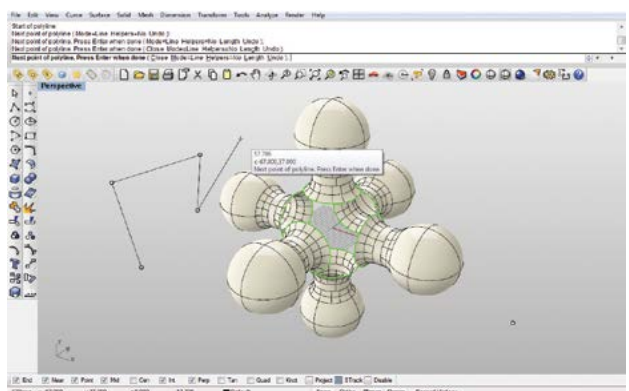 File Edit View Curve Surface Solid Mesh Dimension Transform Tools Analyze Render Help
Start of polyline
Next point of polyline ( Mode=Line Helpers=No Undo ):
Next point of polyline. Press Enter when done ( Mode=Line Helpers=No Length Undo ):
Next point of polyline. Press Enter when done ( Close Mode=Line Helpers=No Length Undo ):
Next point of polyline. Press Enter when done ( Close Mode=Line Helpers=No Length Undo ):
Perspective
57.706
Next point of polyline. Press Enter when done
End Near Point Mid Cen Int Perp Tan Quad Knot Project STrack Disable